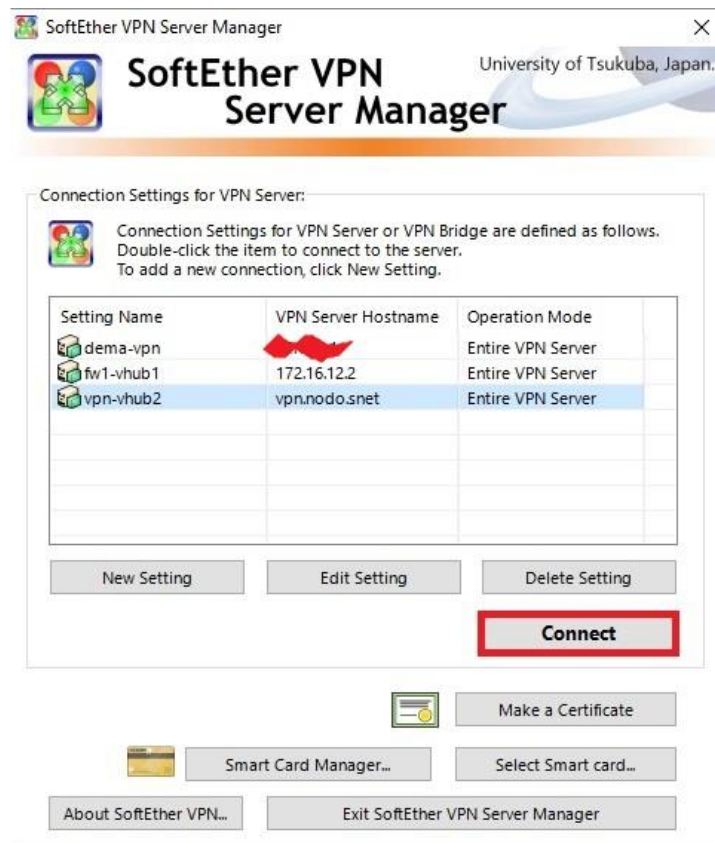 SoftEther VPN Server Manager
SoftEther VPN
Server Manager
University of Tsukuba, Japan.
Connection Settings for VPN Server:
Connection Settings for VPN Server or VPN Bridge are defined as follows.
Double-click the item to connect to the server.
To add a new connection, click New Setting.
Setting Name VPN Server Hostname Operation Mode
dema-vpn Entire VPN Server
fw1-vhub1 172.16.12.2 Entire VPN Server
vpn-vhub2 vpn.nodo.snet Entire VPN Server
New Setting Edit Setting Delete Setting
Connect
Make a Certificate
Smart Card Manager... Select Smart card...
About SoftEther VPN... Exit SoftEther VPN Server Manager